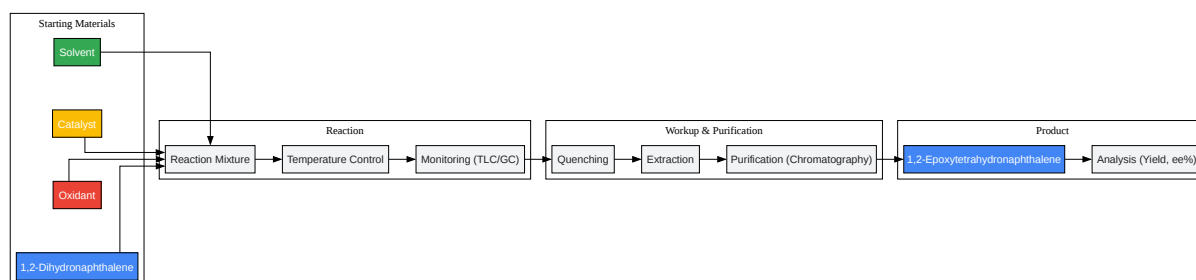 Starting Materials
Solvent
Catalyst
Oxidant
1,2-Dihydronaphthalene
Reaction
Reaction Mixture
Temperature Control
Monitoring (TLC/GC)
Workup & Purification
Quenching
Extraction
Purification (Chromatography)
Product
1,2-Epoxytetrahydronaphthalene
Analysis (Yield, ee%)